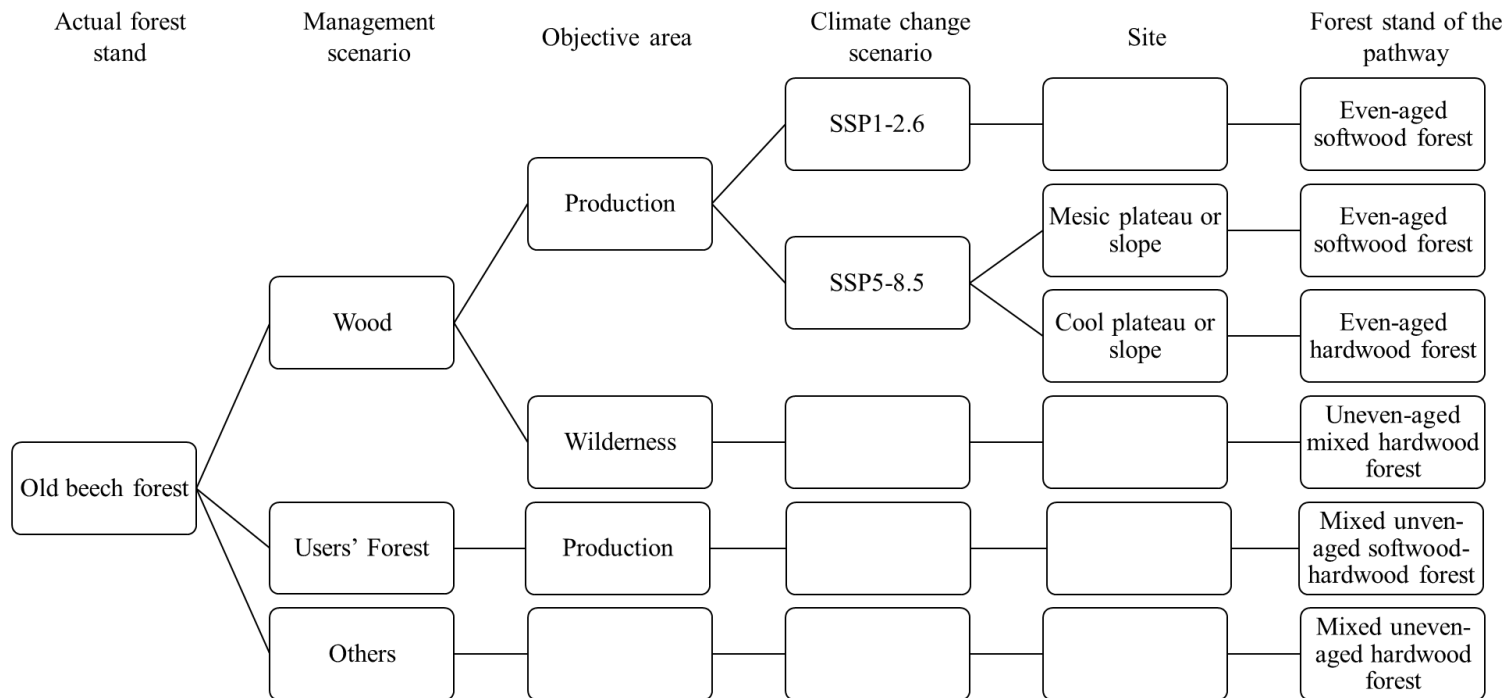 Actual forest
stand
Management
scenario
Objective area
Climate change
scenario
Site
Forest stand of the
pathway
SSP1-2.6
Even-aged
softwood forest
Production
Mesic plateau or
slope
Even-aged
softwood forest
SSP5-8.5
Wood
Cool plateau or
slope
Even-aged
hardwood forest
Wilderness
Uneven-aged
mixed hardwood
forest
Old beech forest
Users’ Forest
Production
Mixed unven-
aged softwood-
hardwood forest
Others
Mixed uneven-
aged hardwood
forest